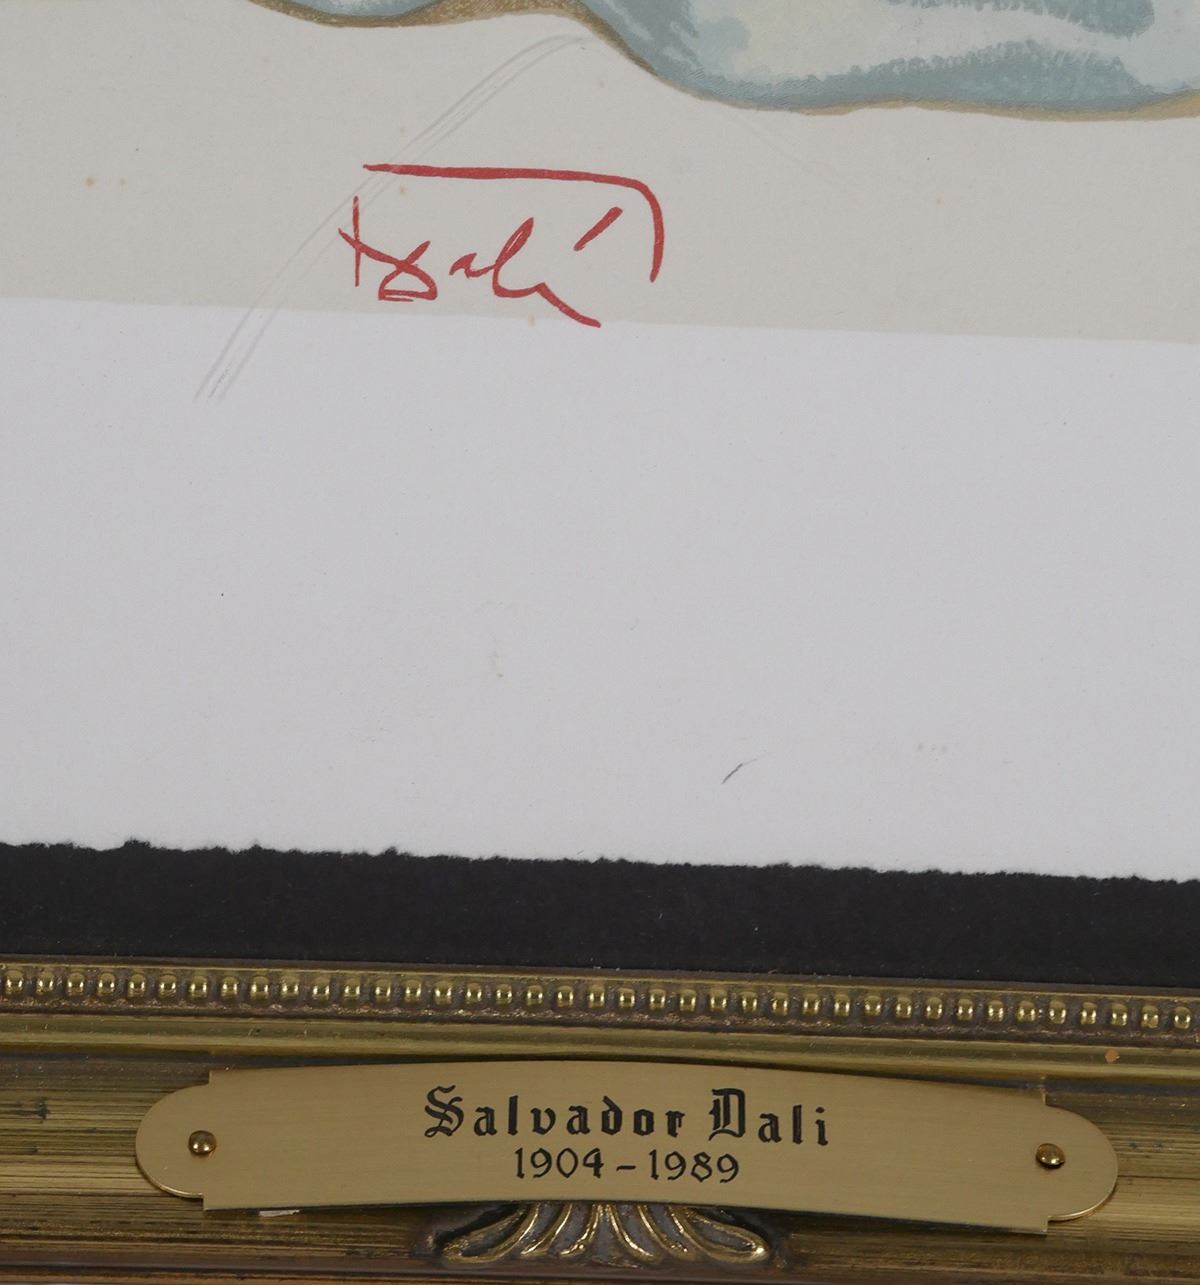 Dalí
Salvador Dali
1904 - 1989